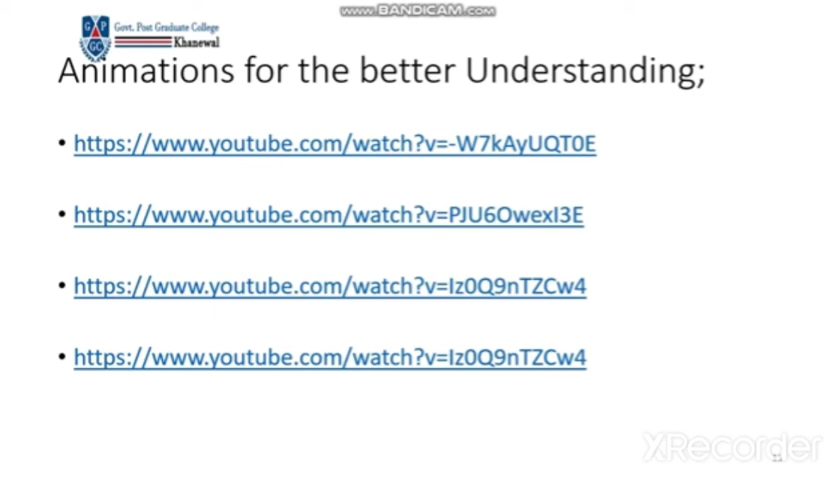 www.BANDICAM.com
G P
GC
Govt. Post Graduate College
Khanewal
Animations for the better Understanding;
• https://www.youtube.com/watch?v=-W7kAyUQT0E
• https://www.youtube.com/watch?v=PJU6OwexI3E
• https://www.youtube.com/watch?v=Iz0Q9nTZCw4
• https://www.youtube.com/watch?v=Iz0Q9nTZCw4
XRecorder